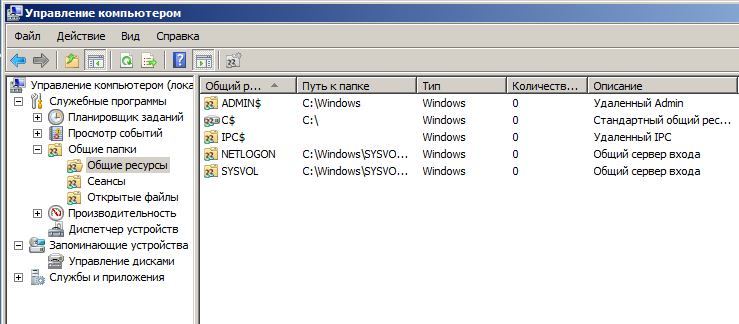 Управление компьютером
Файл Действие Вид Справка
Управление компьютером (лока
Служебные программы
Планировщик заданий
Просмотр событий
Общие папки
Общие ресурсы
Сеансы
Открытые файлы
Производительность
Диспетчер устройств
Запоминающие устройства
Управление дисками
Службы и приложения
Общий р... Путь к папке Тип Количеств... Описание
ADMIN$ C:\Windows Windows 0 Удаленный Admin
C$ C:\ Windows 0 Стандартный общий рес...
IPC$ Windows 0 Удаленный IPC
NETLOGON C:\Windows\SYSVO... Windows 0 Общий сервер входа
SYSVOL C:\Windows\SYSVO... Windows 0 Общий сервер входа